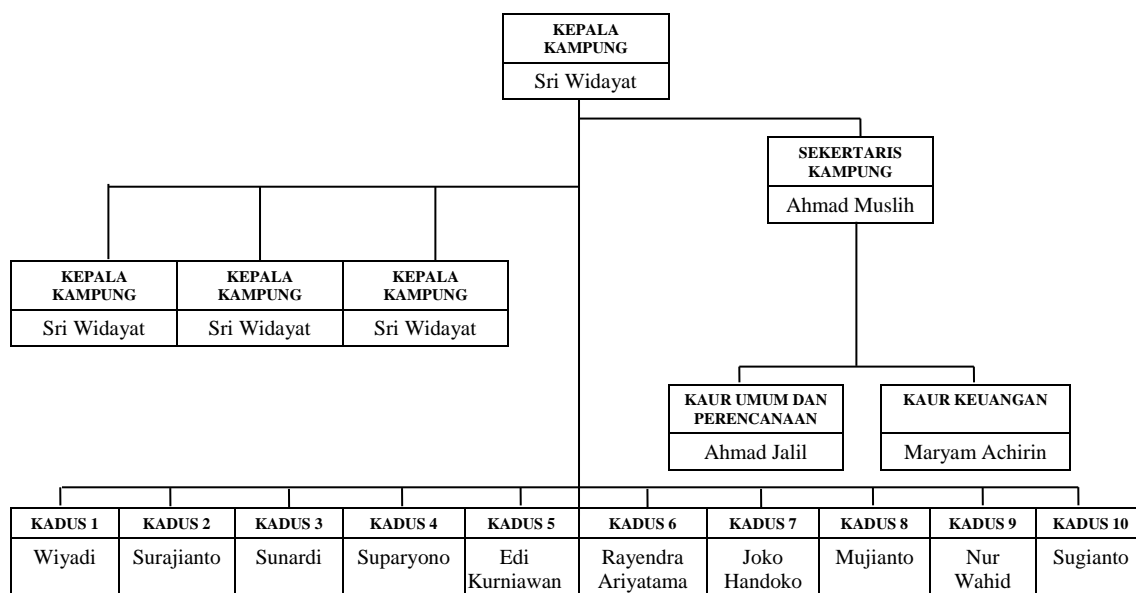 KEPALA
KAMPUNG
Sri Widayat
SEKERTARIS
KAMPUNG
Ahmad Muslih
KEPALA
KAMPUNG
Sri Widayat
KEPALA
KAMPUNG
Sri Widayat
KEPALA
KAMPUNG
Sri Widayat
KAUR UMUM DAN
PERENCANAAN
Ahmad Jalil
KAUR KEUANGAN
Maryam Achirin
KADUS 1
Wiyadi
KADUS 2
Surajianto
KADUS 3
Sunardi
KADUS 4
Suparyono
KADUS 5
Edi
Kurniawan
KADUS 6
Rayendra
Ariyatama
KADUS 7
Joko
Handoko
KADUS 8
Mujianto
KADUS 9
Nur
Wahid
KADUS 10
Sugianto